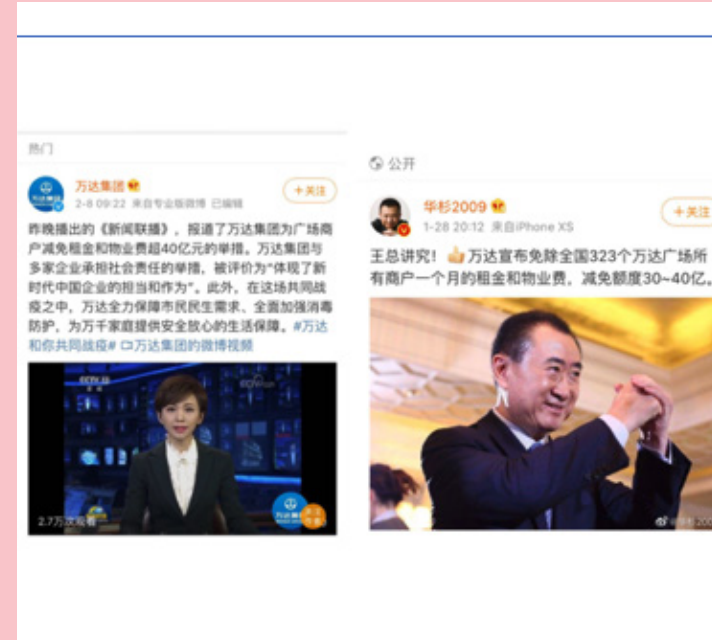 热门
万达集团
+关注
2-8 09:22 来自专业版微博 已编辑
昨晚播出的《新闻联播》，报道了万达集团为广场商
户减免租金和物业费超40亿元的举措。万达集团与
多家企业承担社会责任的举措，被评价为“体现了新
时代中国企业的担当和作为”。此外，在这场共同战
疫之中，万达全力保障市民民生需求、全面加强消毒
防护，为万千家庭提供安全放心的生活保障。#万达
和你共同战疫# 万达集团的微博视频
2.7万次观看
公开
华杉2009
+关注
1-28 20:12 来自iPhone XS
王总讲究！👍万达宣布免除全国323个万达广场所
有商户一个月的租金和物业费，减免额度30~40亿。